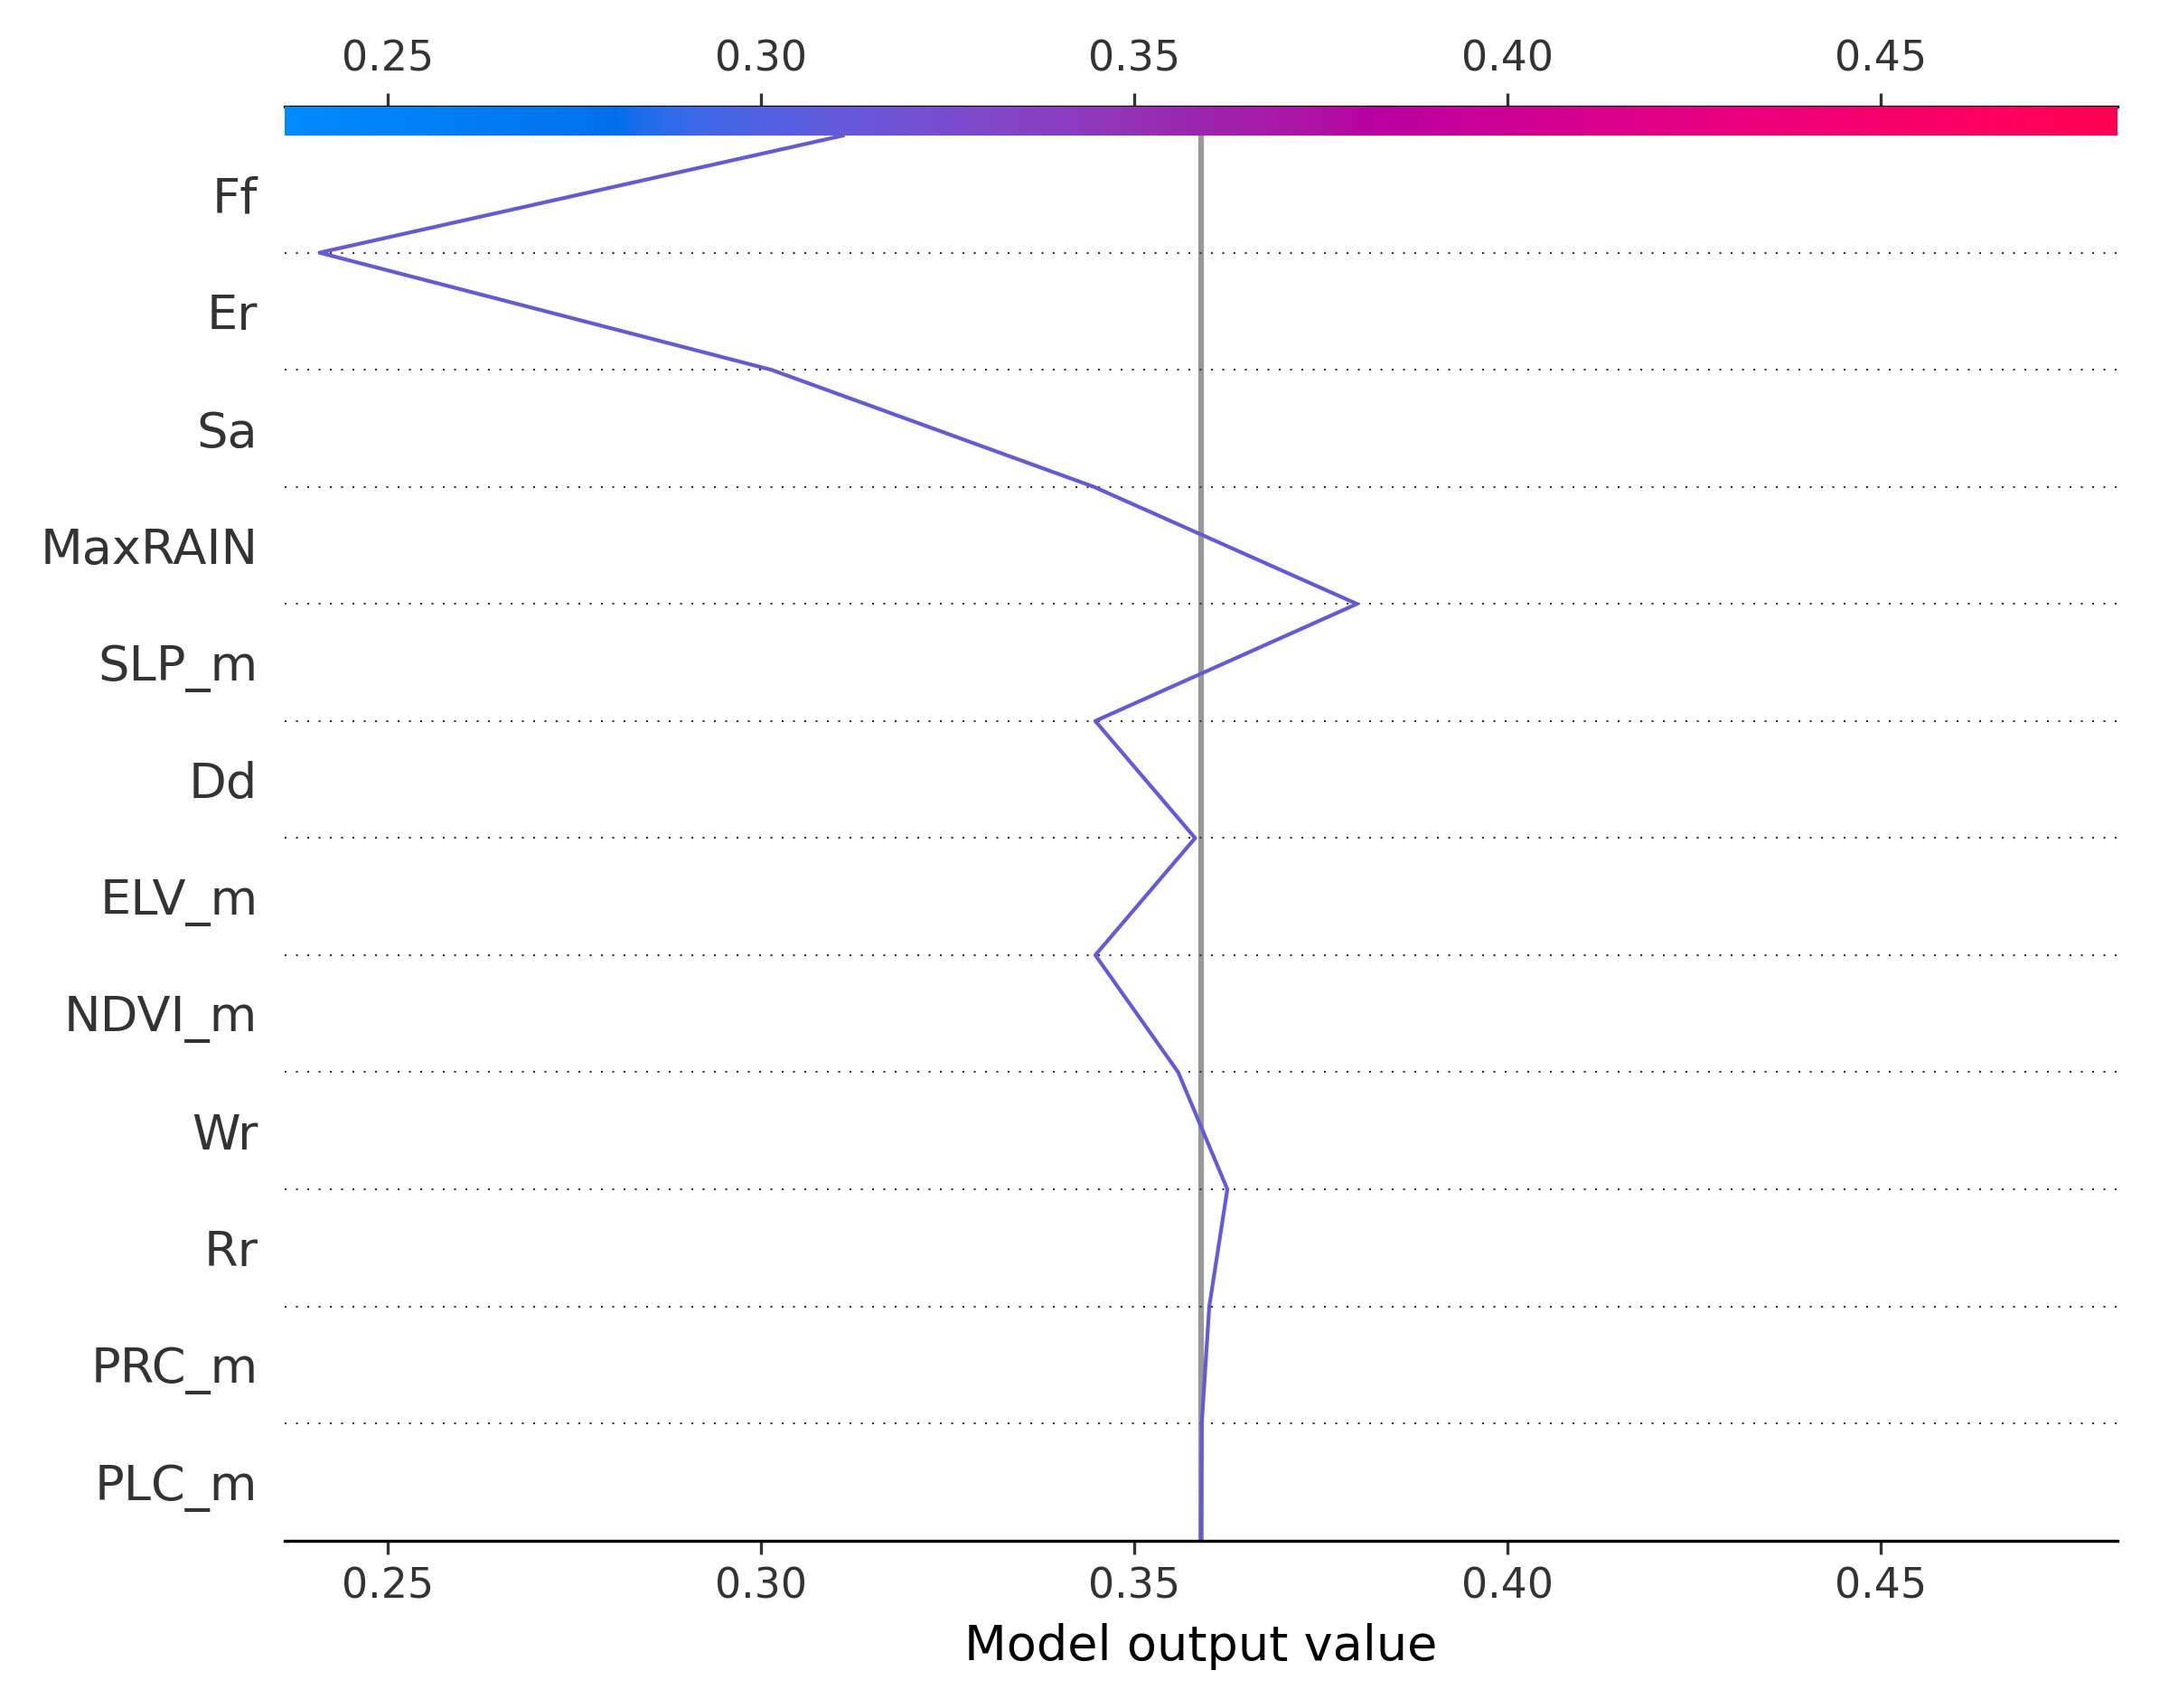 0.25 0.30 0.35 0.40 0.45
Ff
Er
Sa
MaxRAIN
SLP_m
Dd
ELV_m
NDVI_m
Wr
Rr
PRC_m
PLC_m
0.25 0.30 0.35 0.40 0.45
Model output value